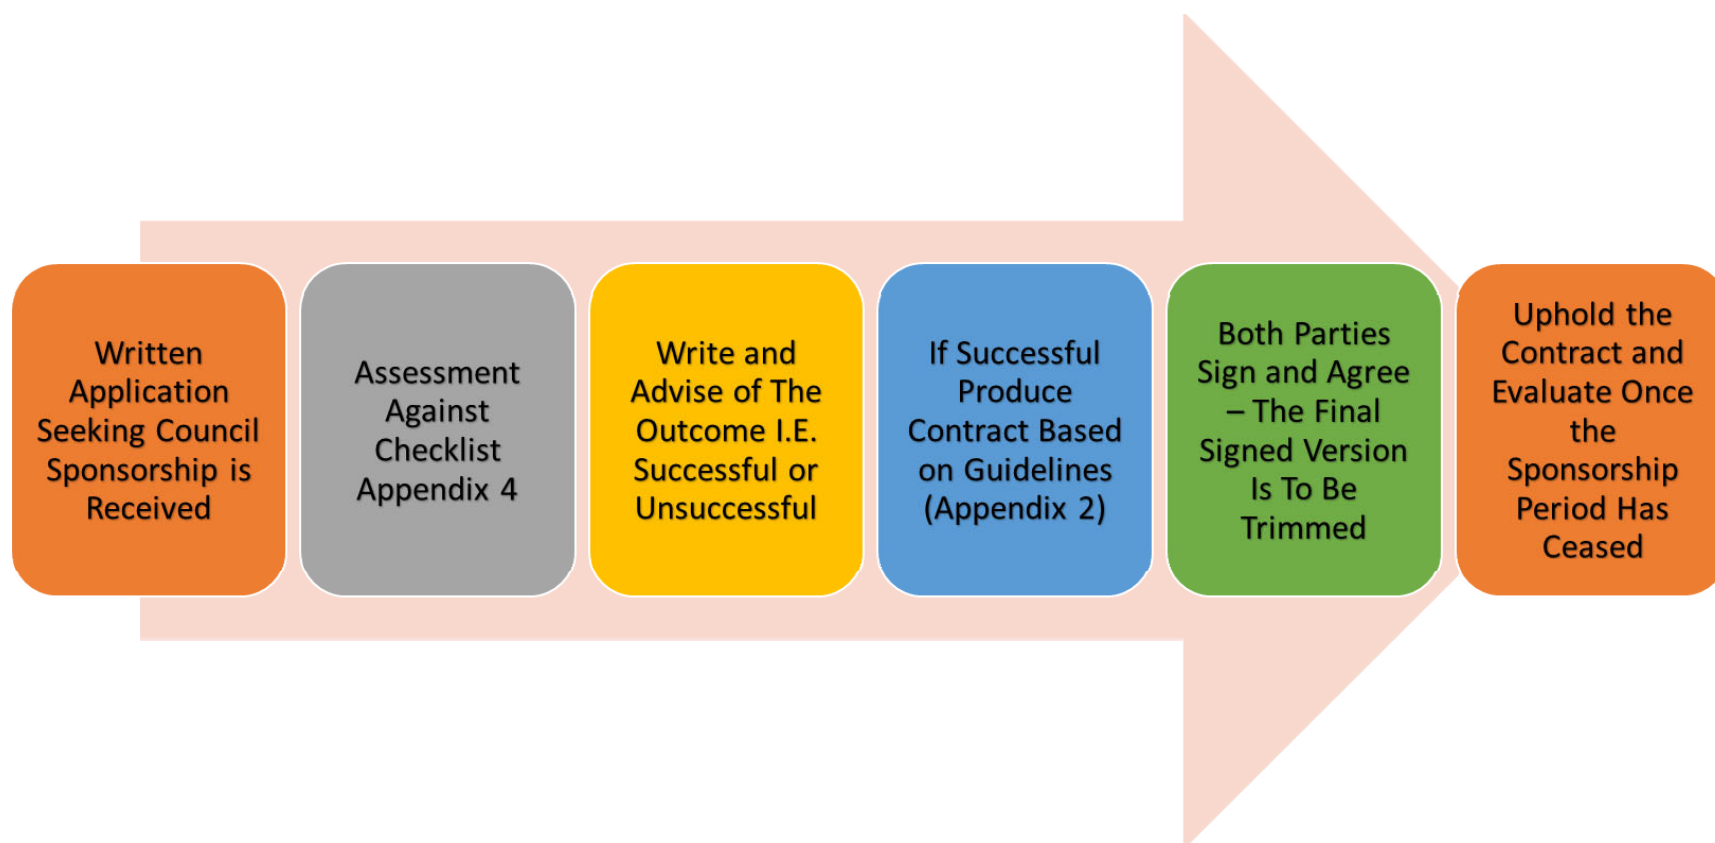 Written
Application
Seeking Council
Sponsorship is
Received
Assessment
Against
Checklist
Appendix 4
Write and
Advise of The
Outcome I.E.
Successful or
Unsuccessful
If Successful
Produce
Contract Based
on Guidelines
(Appendix 2)
Both Parties
Sign and Agree
– The Final
Signed Version
Is To Be
Trimmed
Uphold the
Contract and
Evaluate Once
the
Sponsorship
Period Has
Ceased